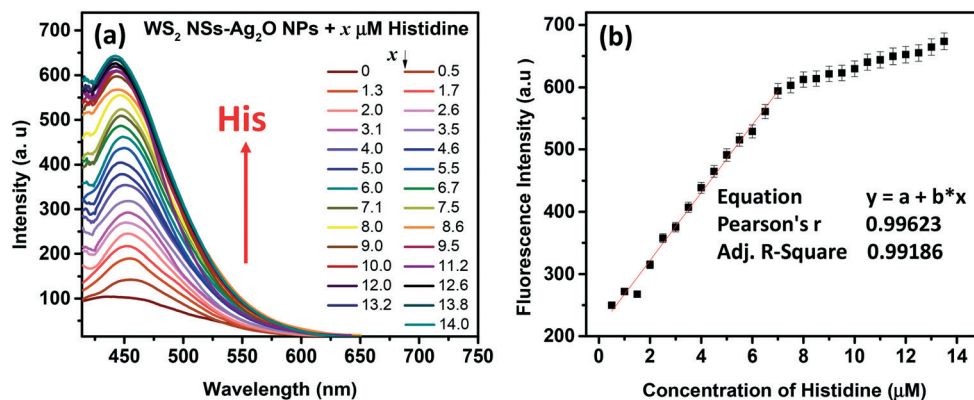 (a) WS₂ NSs-Ag₂O NPs + x μM Histidine
x
0 0.5
1.3 1.7
2.0 2.6
3.1 3.5
4.0 4.6
5.0 5.5
6.0 6.7
7.1 7.5
8.0 8.6
9.0 9.5
10.0 11.2
12.0 12.6
13.2 13.8
14.0
His
Intensity (a. u)
700
600
500
400
300
200
100
450 500 550 600 650 700 750
Wavelength (nm)
(b)
Fluorescence Intensity (a.u)
700
600
500
400
300
200
Equation y = a + b*x
Pearson's r 0.99623
Adj. R-Square 0.99186
0 2 4 6 8 10 12 14
Concentration of Histidine (μM)